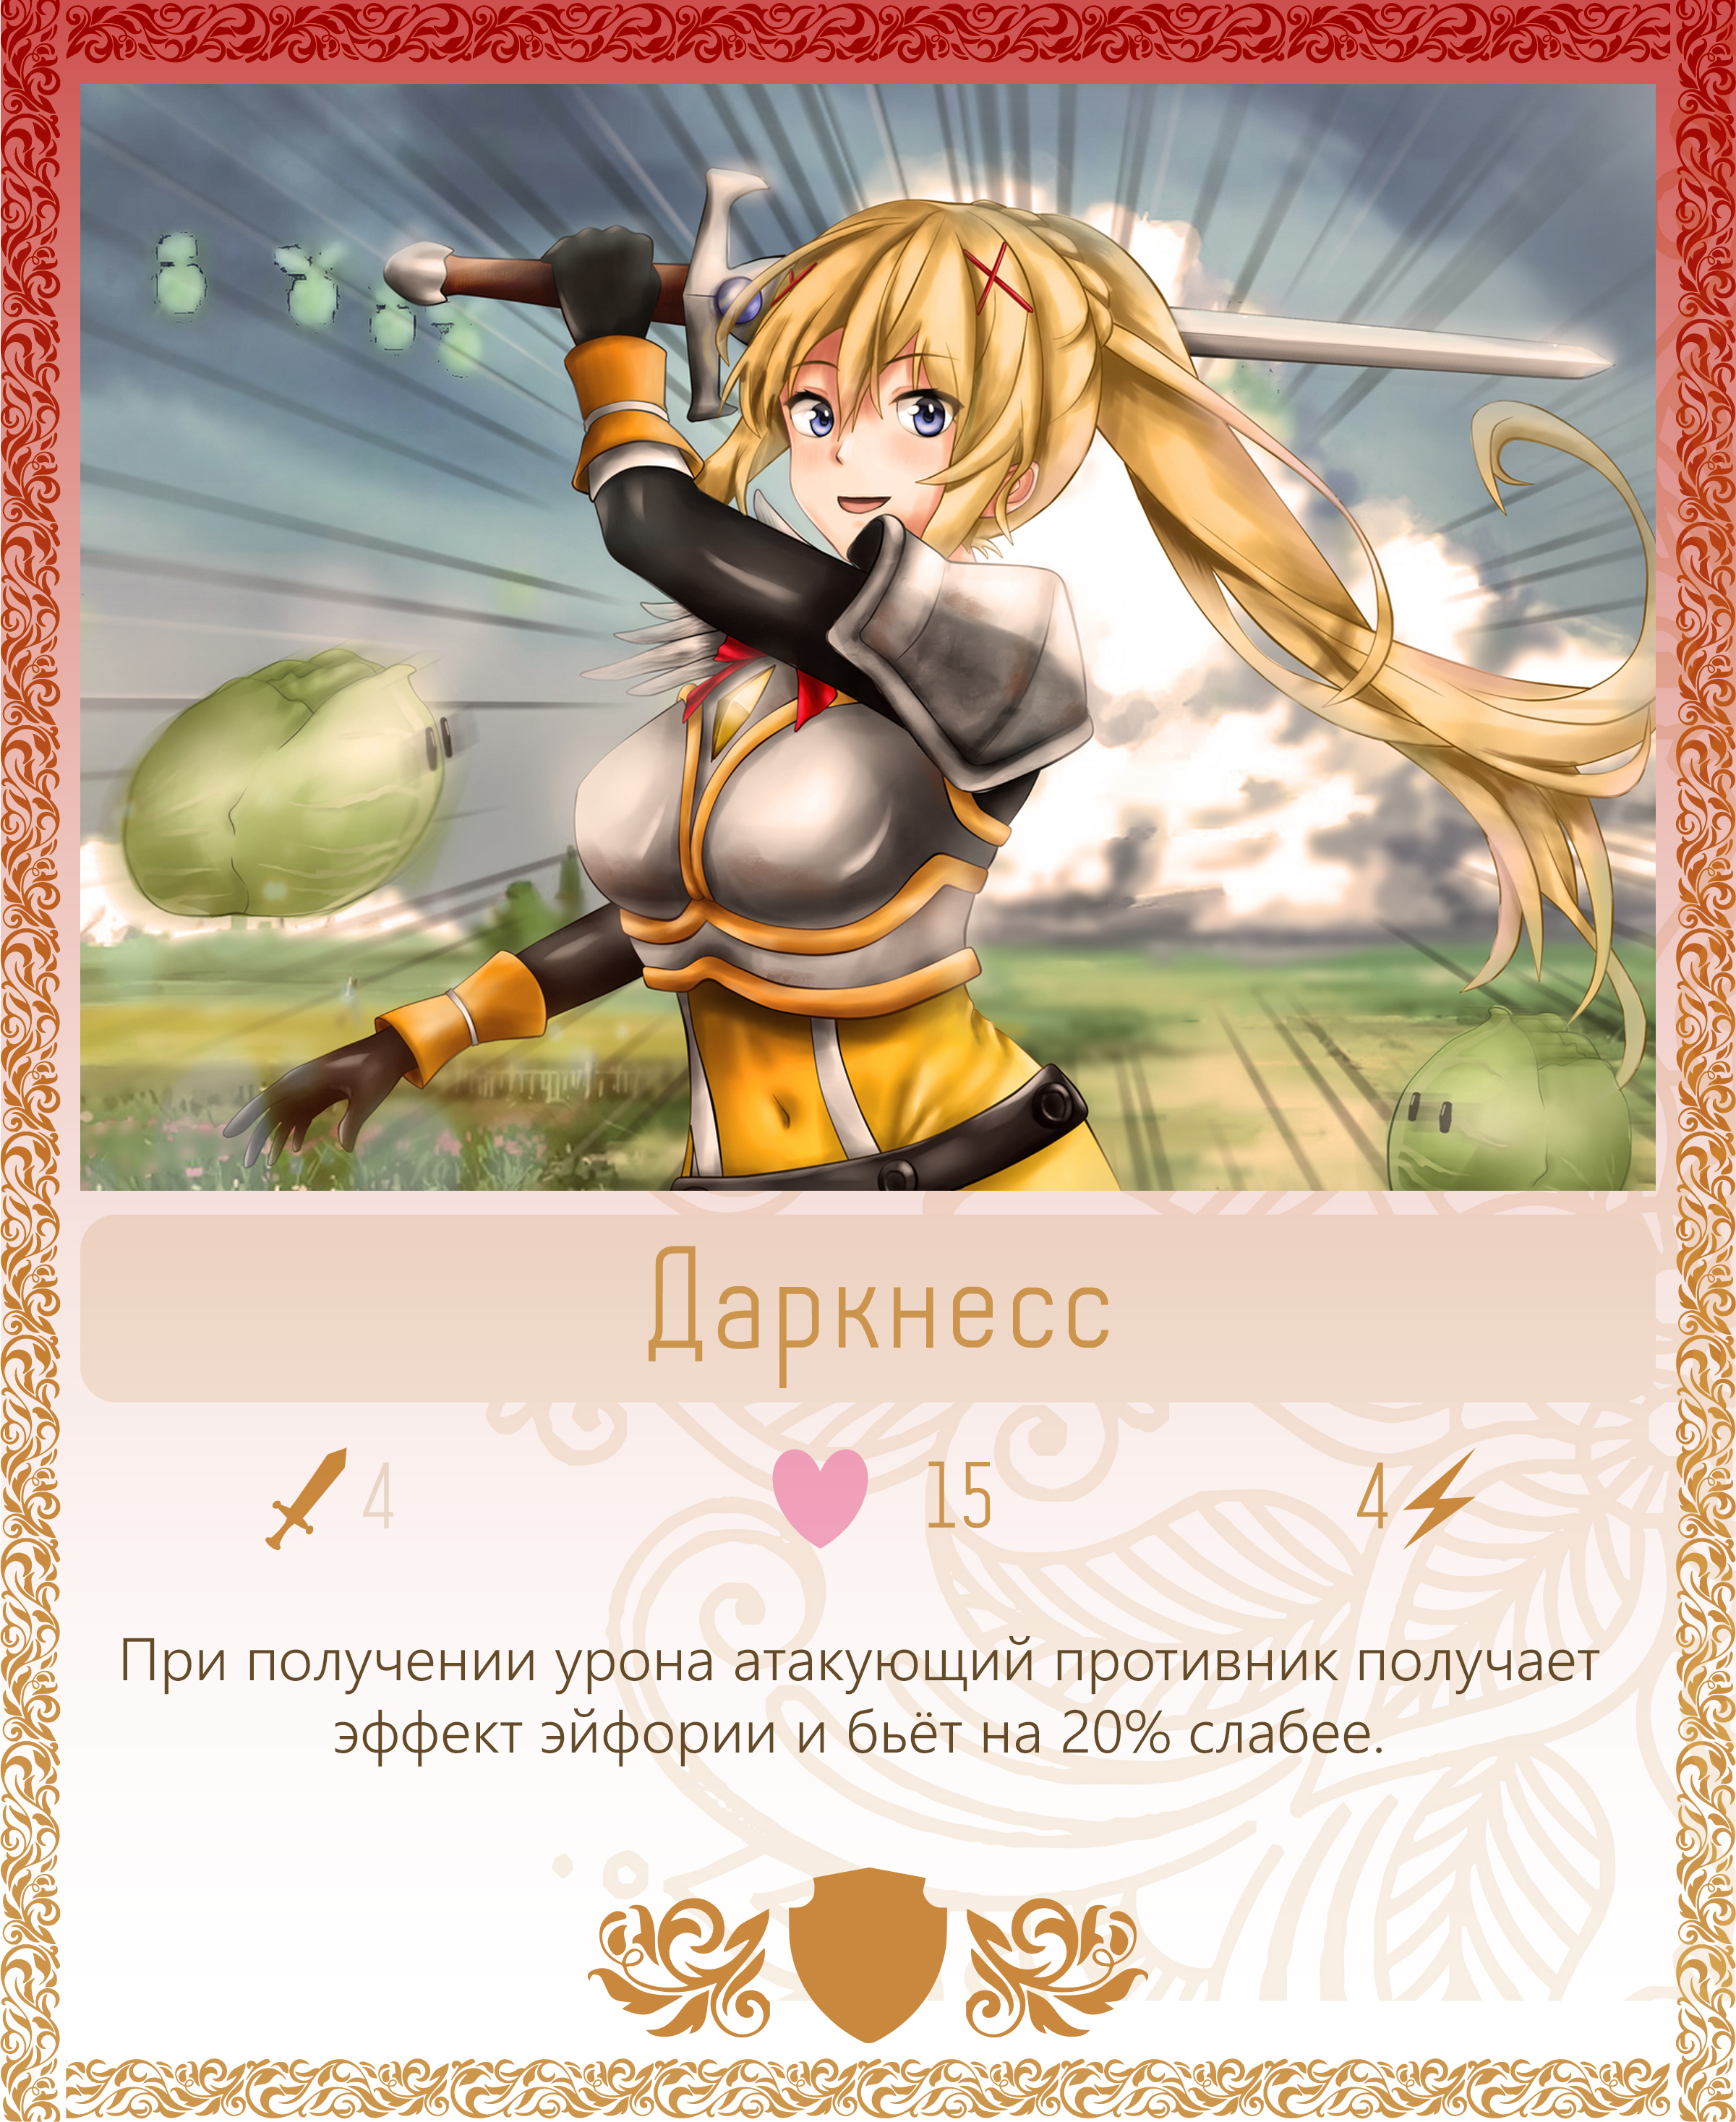 Даркнесс
4 15 4
При получении урона атакующий противник получает
эффект эйфории и бьёт на 20% слабее.